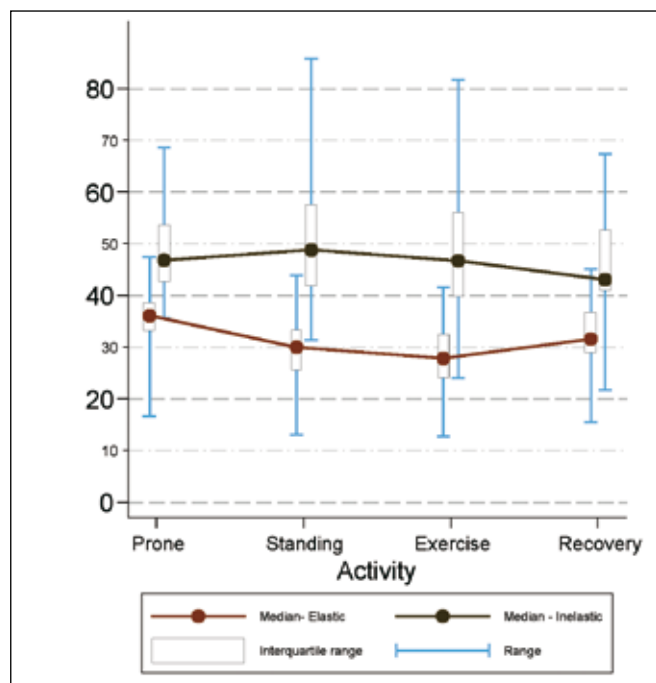 80
70
60
50
40
30
20
10
0
Prone Standing Exercise Recovery
Activity
Median- Elastic Median - Inelastic
Interquartile range Range